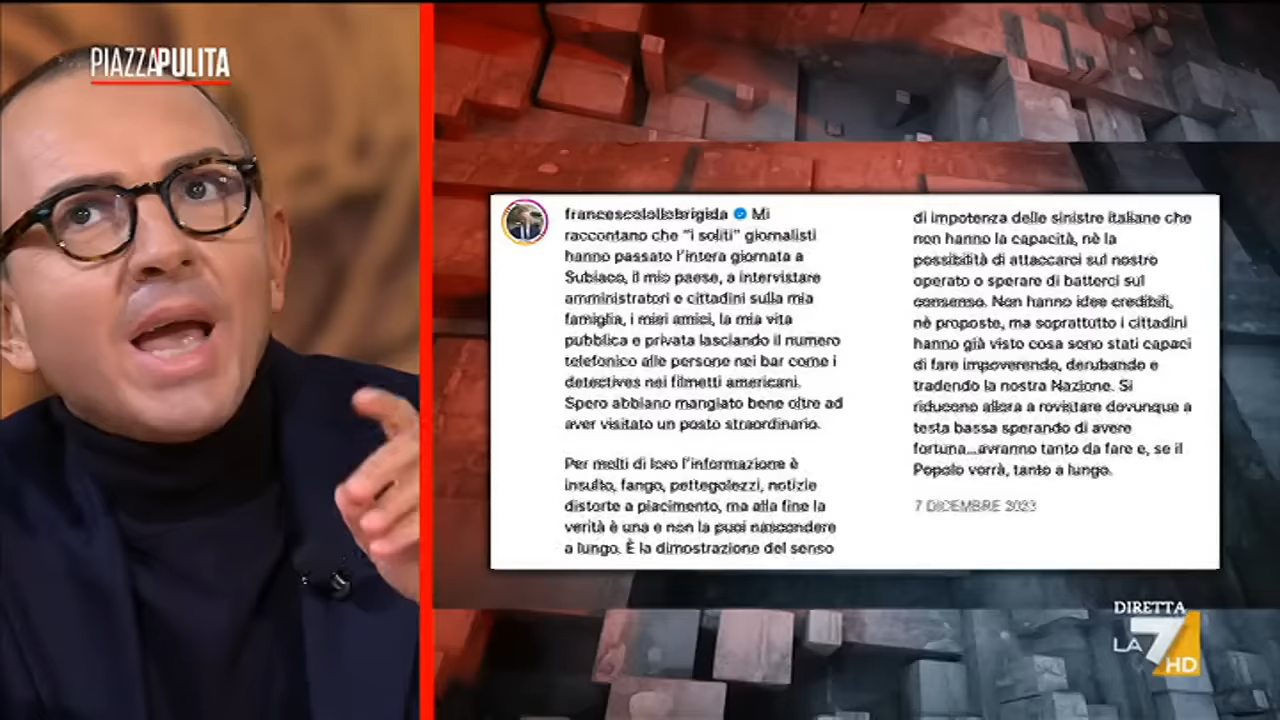 PIAZZAPULITA
francescolollobrigida Mi
raccontano che "i soliti" giornalisti
hanno passato l'intera giornata a
Subiaco, il mio paese, a intervistare
amministratori e cittadini sulla mia
famiglia, i miei amici, la mia vita
pubblica e privata lasciando il numero
telefonico alle persone nei bar come i
detectives nei filmetti americani.
Spero abbiano mangiato bene oltre ad
aver visitato un posto straordinario.
Per molti di loro l'informazione è
insulto, fango, pettegolezzi, notizie
distorte a piacimento, ma alla fine la
verità è una e non la puoi nascondere
a lungo. È la dimostrazione del senso
di impotenza delle sinistre italiane che
non hanno la capacità, nè la
possibilità di attaccarci sul nostro
operato o sperare di batterci sul
consenso. Non hanno idee credibili,
nè proposte, ma soprattutto i cittadini
hanno già visto cosa sono stati capaci
di fare impoverendo, derubando e
tradendo la nostra Nazione. Si
riducono allora a rovistare dovunque a
testa bassa sperando di avere
fortuna...avranno tanto da fare e, se il
Popolo vorrà, tanto a lungo.
7 DICEMBRE 2023
DIRETTA
LA 7 HD